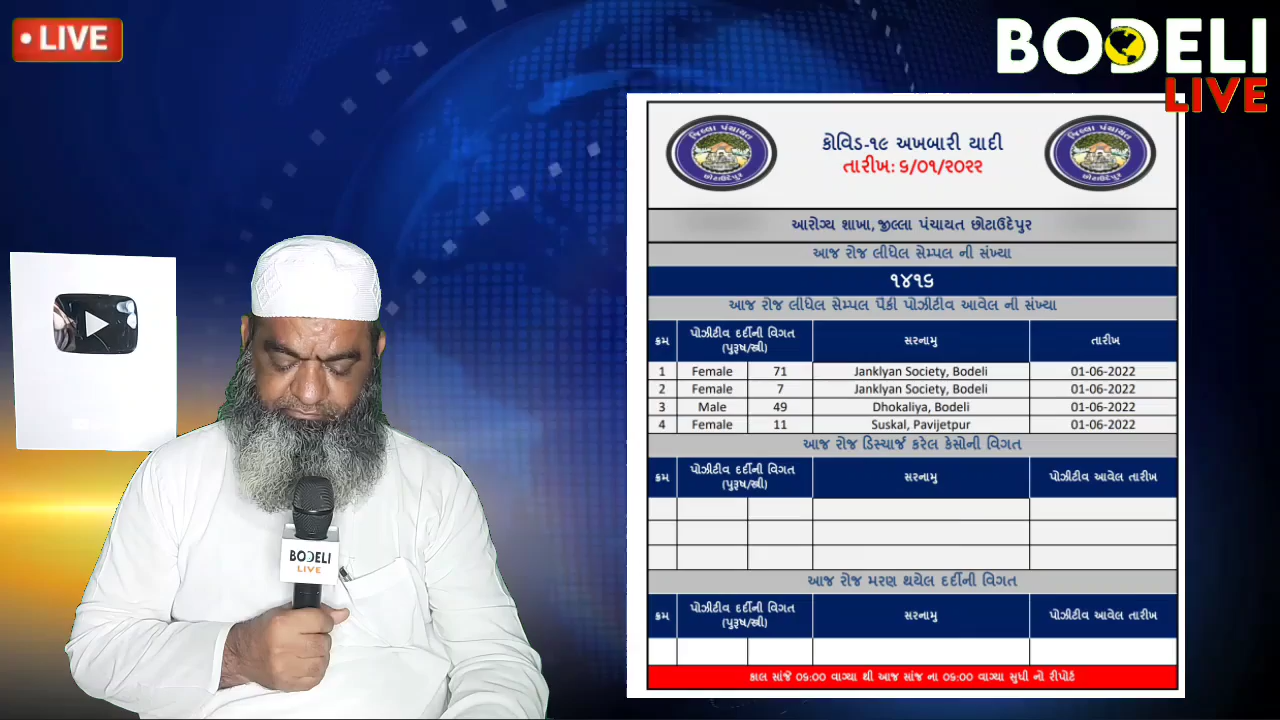 • LIVE
BODELI
LIVE
જિલ્લા પંચાયત
છોટાઉદેપુર
કોવિડ-૧૯ અખબારી યાદી
તારીખ: ૬/૦૧/૨૦૨૨
જિલ્લા પંચાયત
છોટાઉદેપુર
આરોગ્ય શાખા, જીલ્લા પંચાયત છોટાઉદેપુર
આજ રોજ લીધેલ સેમ્પલ ની સંખ્યા
૧૪૧૬
આજ રોજ લીધેલ સેમ્પલ પૈકી પોઝીટીવ આવેલ ની સંખ્યા
ક્રમ પોઝીટીવ દર્દીની વિગત (પુરૂષ/સ્ત્રી) સરનામુ તારીખ
1 Female 71 Janklyan Society, Bodeli 01-06-2022
2 Female 7 Janklyan Society, Bodeli 01-06-2022
3 Male 49 Dhokaliya, Bodeli 01-06-2022
4 Female 11 Suskal, Pavijetpur 01-06-2022
આજ રોજ ડિસ્ચાર્જ કરેલ કેસોની વિગત
ક્રમ પોઝીટીવ દર્દીની વિગત (પુરૂષ/સ્ત્રી) સરનામુ પોઝીટીવ આવેલ તારીખ
આજ રોજ મરણ થયેલ દર્દીની વિગત
ક્રમ પોઝીટીવ દર્દીની વિગત (પુરૂષ/સ્ત્રી) સરનામુ પોઝીટીવ આવેલ તારીખ
કાલ સાંજે ૦૬:૦૦ વાગ્યા થી આજ સાંજ ના ૦૬:૦૦ વાગ્યા સુધી નો રીપોર્ટ
BODELI
LIVE